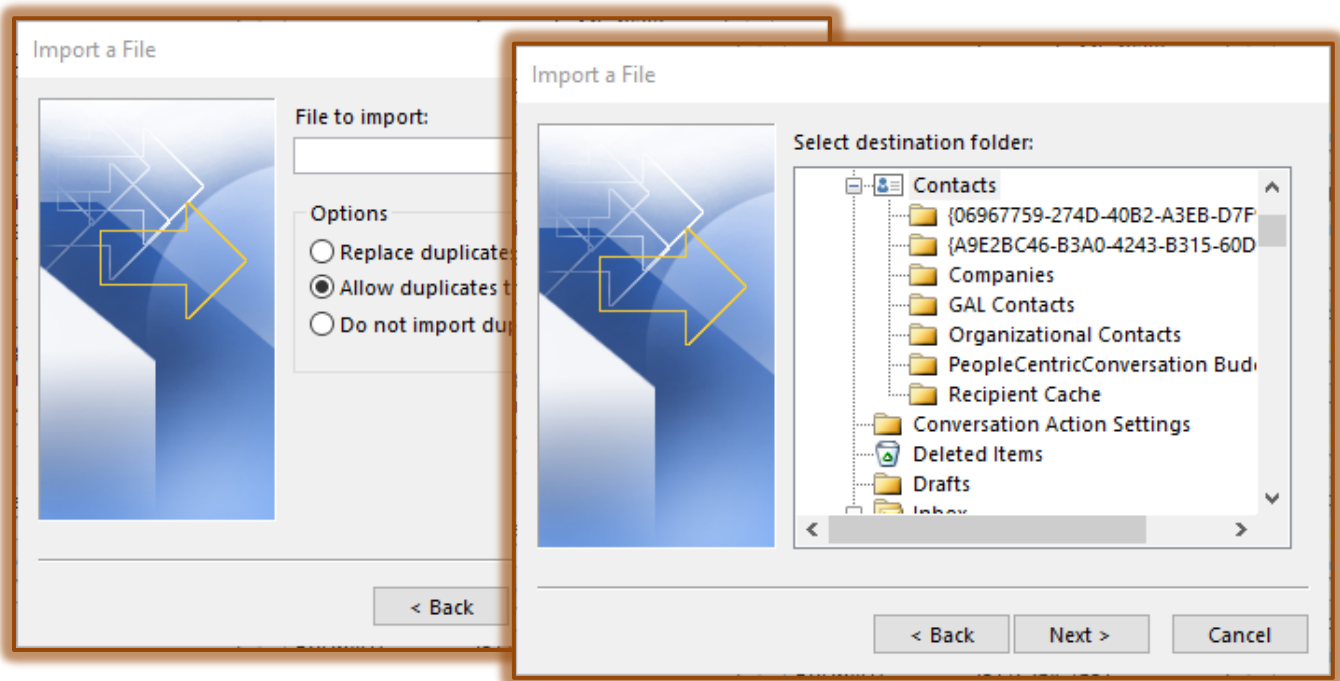 Import a File
File to import:
Options
Replace duplicate
Allow duplicates t
Do not import du
< Back
Import a File
Select destination folder:
Contacts
{06967759-274D-40B2-A3EB-D7F
{A9E2BC46-B3A0-4243-B315-60D
Companies
GAL Contacts
Organizational Contacts
PeopleCentricConversation Bud
Recipient Cache
Conversation Action Settings
Deleted Items
Drafts
Inbox
< Back
Next >
Cancel